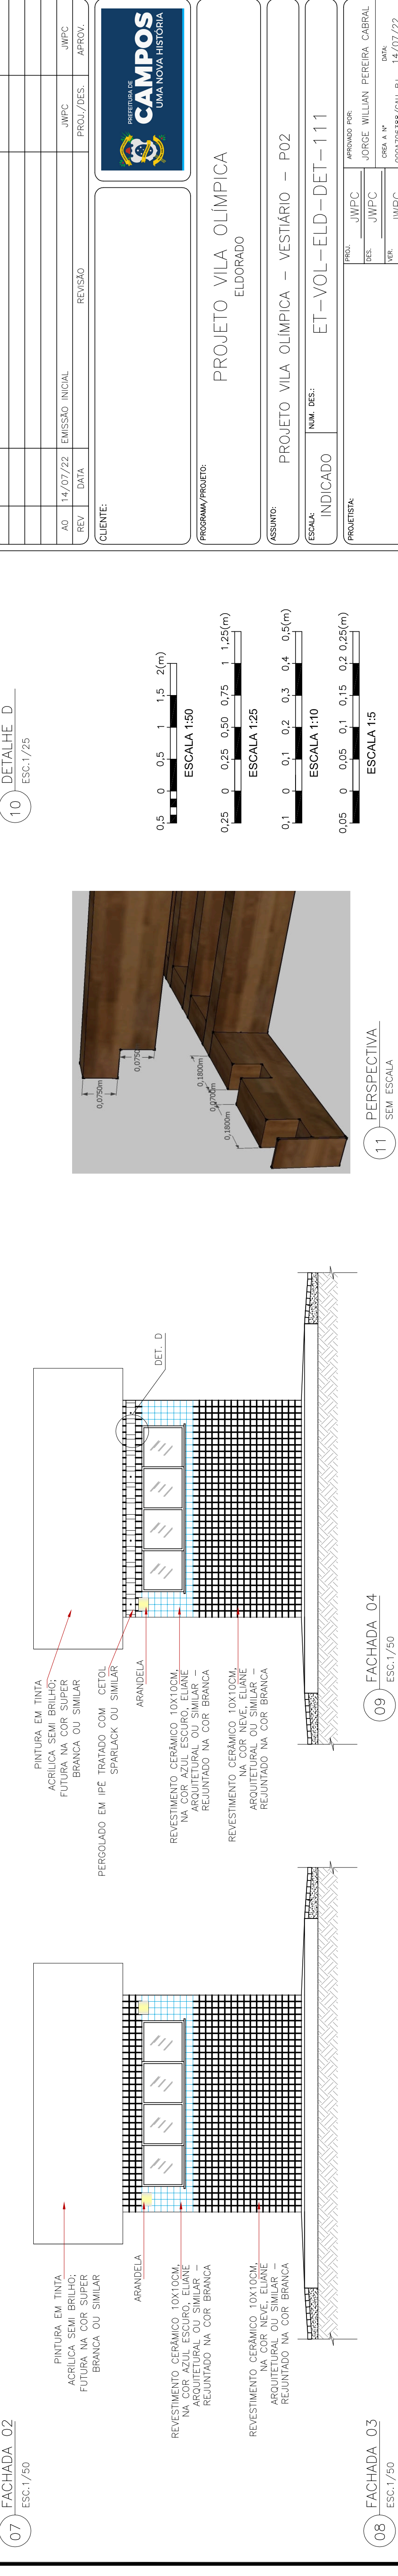 07
FACHADA 02
ESC.1/50
PINTURA EM TINTA
ACRÍLICA SEMI BRILHO;
FUTURA NA COR SUPER
BRANCA OU SIMILAR
ARANDELA
REVESTIMENTO CERÂMICO 10X10CM,
NA COR AZUL ESCURO, ELIANE
ARQUITETURAL OU SIMILAR –
REJUNTADO NA COR BRANCA
REVESTIMENTO CERÂMICO 10X10CM,
NA COR NEVE, ELIANE
ARQUITETURAL OU SIMILAR –
REJUNTADO NA COR BRANCA
08
FACHADA 03
ESC.1/50
PINTURA EM TINTA
ACRÍLICA SEMI BRILHO;
FUTURA NA COR SUPER
BRANCA OU SIMILAR
PERGOLADO EM IPÊ TRATADO COM CETOL
SPARLACK OU SIMILAR
ARANDELA
REVESTIMENTO CERÂMICO 10X10CM,
NA COR AZUL ESCURO, ELIANE
ARQUITETURAL OU SIMILAR –
REJUNTADO NA COR BRANCA
REVESTIMENTO CERÂMICO 10X10CM,
NA COR NEVE, ELIANE
ARQUITETURAL OU SIMILAR –
REJUNTADO NA COR BRANCA
DET. D
09
FACHADA 04
ESC.1/50
0,0750m
0,0750
0,1800m
0,0700m
0,1800m
11
PERSPECTIVA
SEM ESCALA
10
DETALHE D
ESC.1/25
0,5 0 0,5 1 1,5 2(m)
ESCALA 1:50
0,25 0 0,25 0,50 0,75 1 1,25(m)
ESCALA 1:25
0,1 0 0,1 0,2 0,3 0,4 0,5(m)
ESCALA 1:10
0,05 0 0,05 0,1 0,15 0,2 0,25(m)
ESCALA 1:5
A0 14/07/22 EMISSÃO INICIAL JWPC JWPC
REV DATA REVISÃO PROJ./DES. APROV.
CLIENTE:
PREFEITURA DE
CAMPOS
UMA NOVA HISTÓRIA
PROGRAMA/PROJETO:
PROJETO VILA OLÍMPICA
ELDORADO
ASSUNTO:
PROJETO VILA OLÍMPICA – VESTIÁRIO – P02
ESCALA:
INDICADO
NUM. DES.:
ET–VOL–ELD–DET–111
PROJETISTA:
PROJ.
JWPC
DES.
JWPC
VER.
JWPC
APROVADO POR:
JORGE WILLIAN PEREIRA CABRAL
CREA A Nº
DATA:
14/07/22